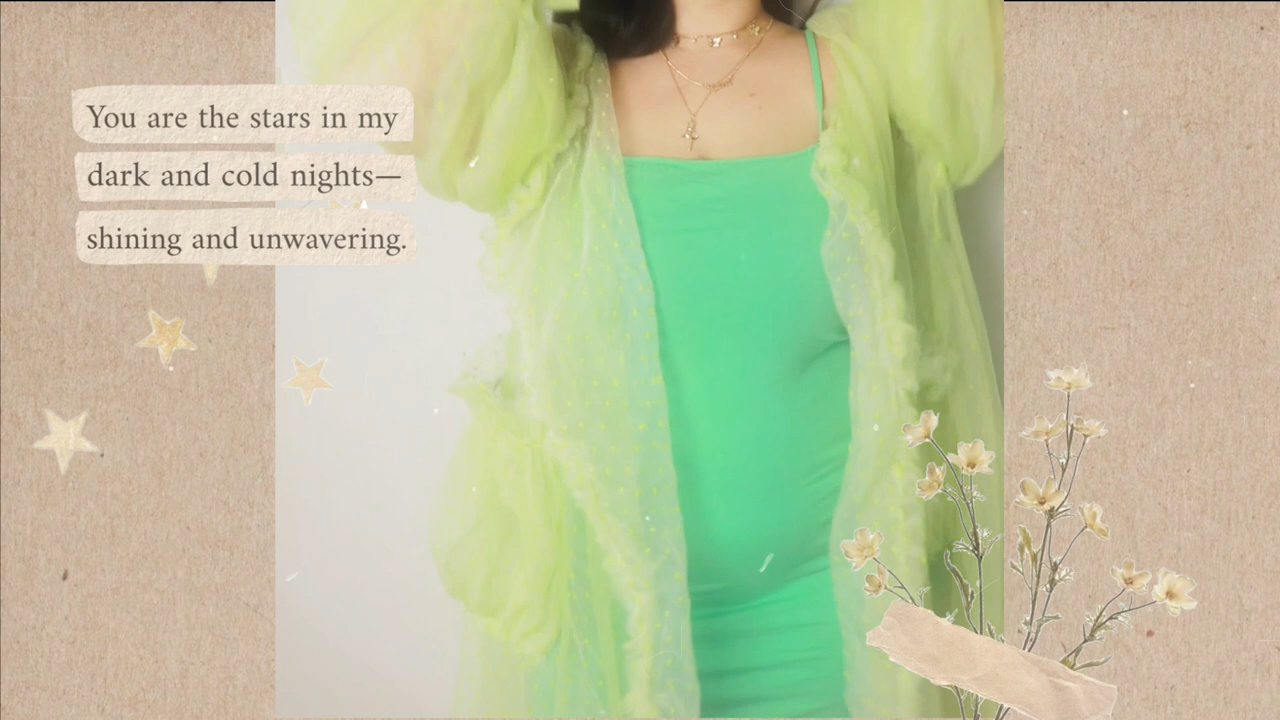 You are the stars in my
dark and cold nights—
shining and unwavering.